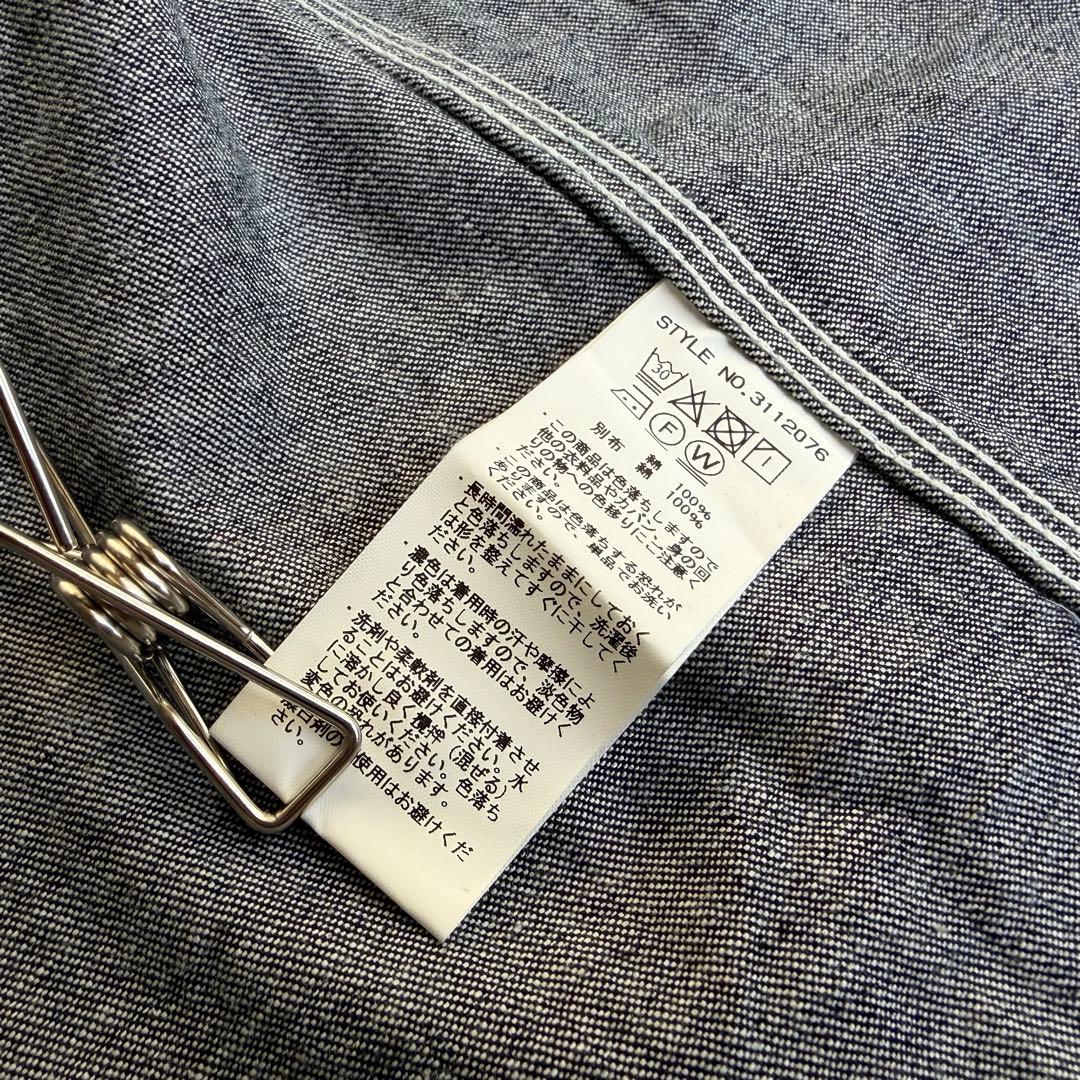 STYLE NO.3112076
30
F W
綿 100%
別布 綿 100%
・この商品は色落ちしますので
他の衣料品やカバン、身の回
りの物への色移りにご注意く
ださい。
・この商品は色落ちする恐れが
ありますので、単品でお洗い
くださいませ。
・長時間濡れたままにしておく
と色落ちしますので、洗濯後
は形を整えてすぐに干してく
ださい。
・濃色は着用時の汗や摩擦によ
り色落ちしますので、淡色物
と合わせての着用はお避けく
ださい。
・洗剤や柔軟剤を直接付着させ
ることはお避けください。水
に溶かし良く攪拌（混ぜる）
してお使いください。色落ち
変色の恐れがあります。
漂白剤の使用はお避けくだ
さい。